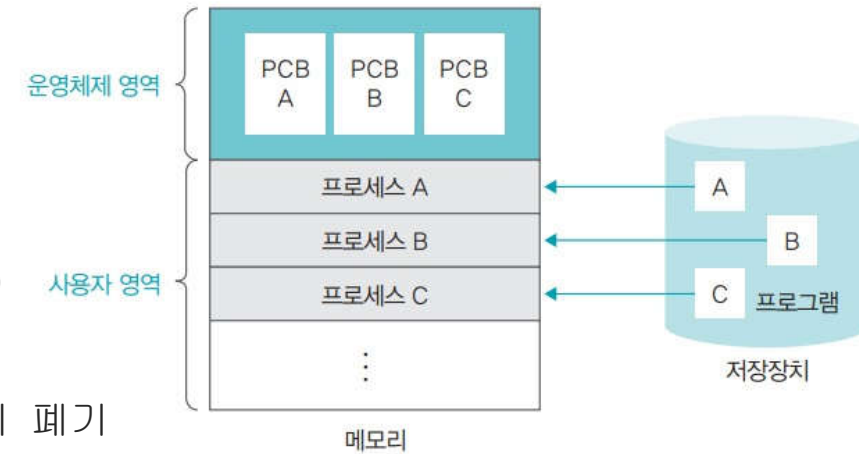 운영체제 영역
PCB A
PCB B
PCB C
프로세스 A
프로세스 B
사용자 영역
프로세스 C
⋮
메모리
A
B
C
프로그램
저장장치
폐기